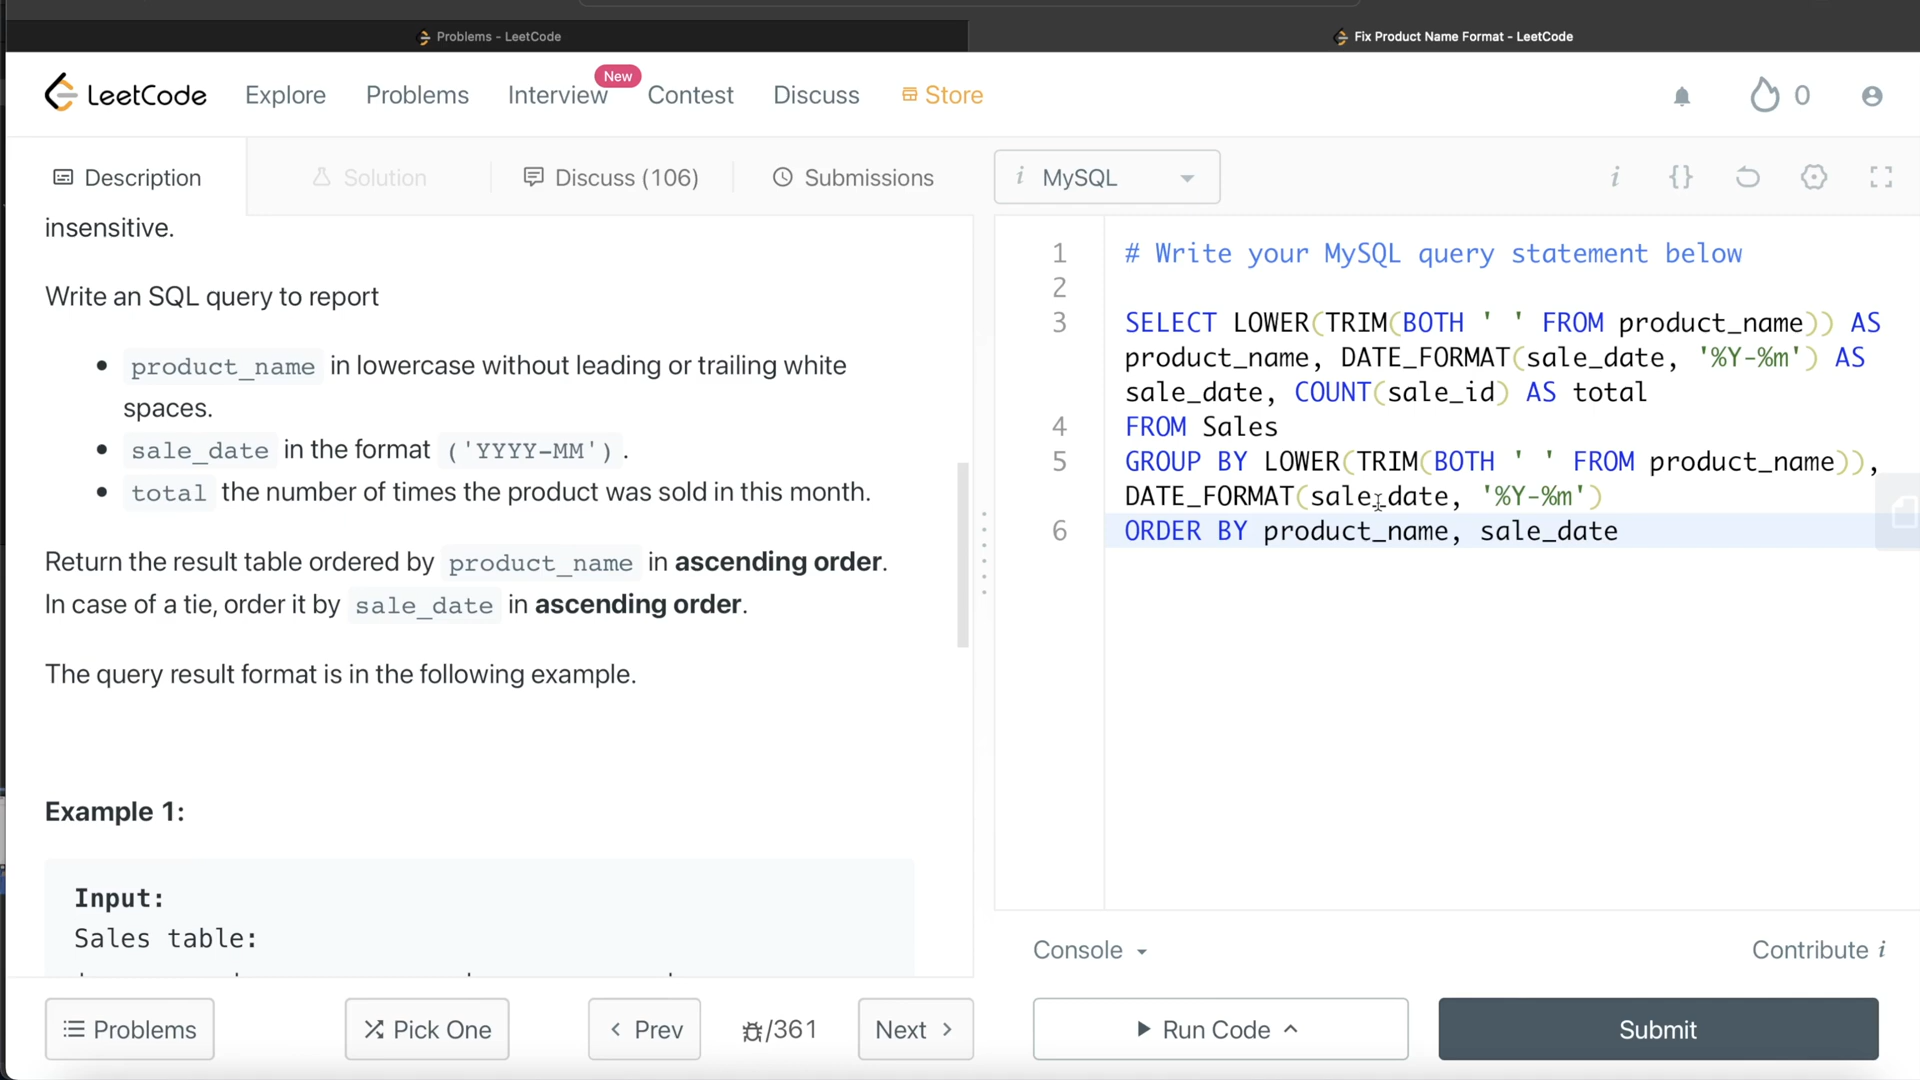 Problems - LeetCode
Fix Product Name Format - LeetCode
LeetCode
Explore
Problems
Interview
New
Contest
Discuss
Store
0
Description
Solution
Discuss (106)
Submissions
i MySQL
i {}
insensitive.
Write an SQL query to report
• product_name in lowercase without leading or trailing white
spaces.
• sale_date in the format ('YYYY-MM').
• total the number of times the product was sold in this month.
Return the result table ordered by product_name in ascending order.
In case of a tie, order it by sale_date in ascending order.
The query result format is in the following example.
Example 1:
Input:
Sales table:
1 # Write your MySQL query statement below
2
3 SELECT LOWER(TRIM(BOTH ' ' FROM product_name)) AS
product_name, DATE_FORMAT(sale_date, '%Y-%m') AS
sale_date, COUNT(sale_id) AS total
4 FROM Sales
5 GROUP BY LOWER(TRIM(BOTH ' ' FROM product_name)),
DATE_FORMAT(sale_date, '%Y-%m')
6 ORDER BY product_name, sale_date
Console
Contribute i
Problems
Pick One
Prev
/361
Next
Run Code
Submit